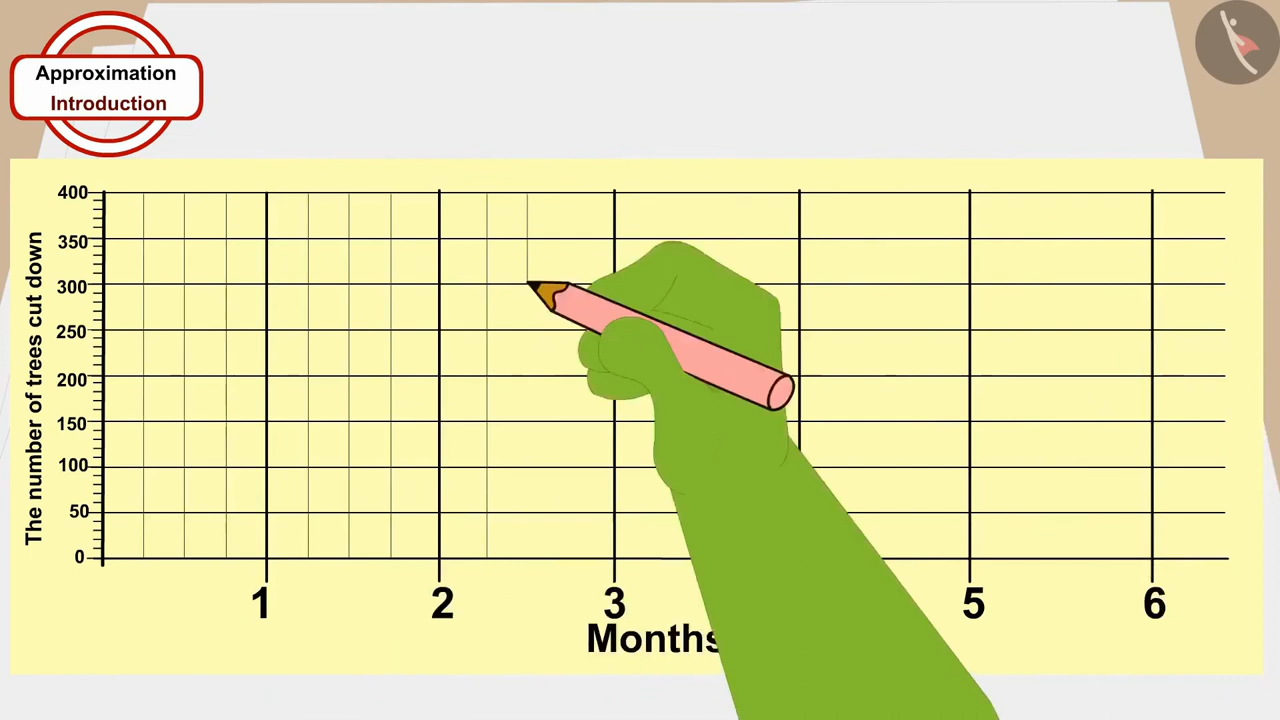 Approximation
Introduction
The number of trees cut down
400
350
300
250
200
150
100
50
0
1 2 3 5 6
Months